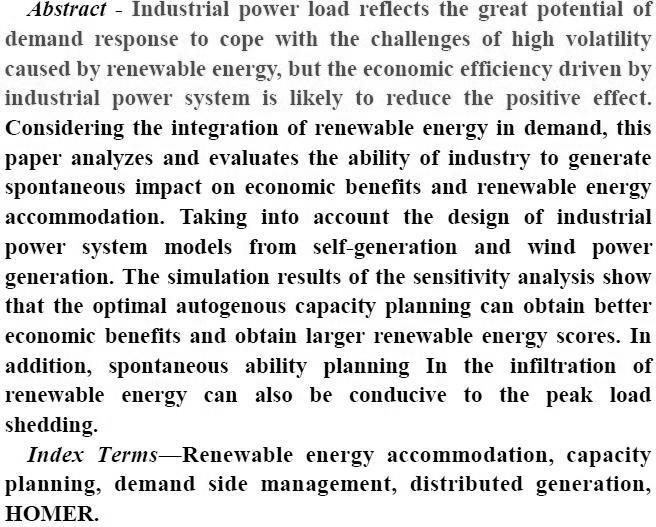 Abstract - Industrial power load reflects the great potential of
demand response to cope with the challenges of high volatility
caused by renewable energy, but the economic efficiency driven by
industrial power system is likely to reduce the positive effect.
Considering the integration of renewable energy in demand, this
paper analyzes and evaluates the ability of industry to generate
spontaneous impact on economic benefits and renewable energy
accommodation. Taking into account the design of industrial
power system models from self-generation and wind power
generation. The simulation results of the sensitivity analysis show
that the optimal autogenous capacity planning can obtain better
economic benefits and obtain larger renewable energy scores. In
addition, spontaneous ability planning In the infiltration of
renewable energy can also be conducive to the peak load
shedding.
Index Terms—Renewable energy accommodation, capacity
planning, demand side management, distributed generation,
HOMER.